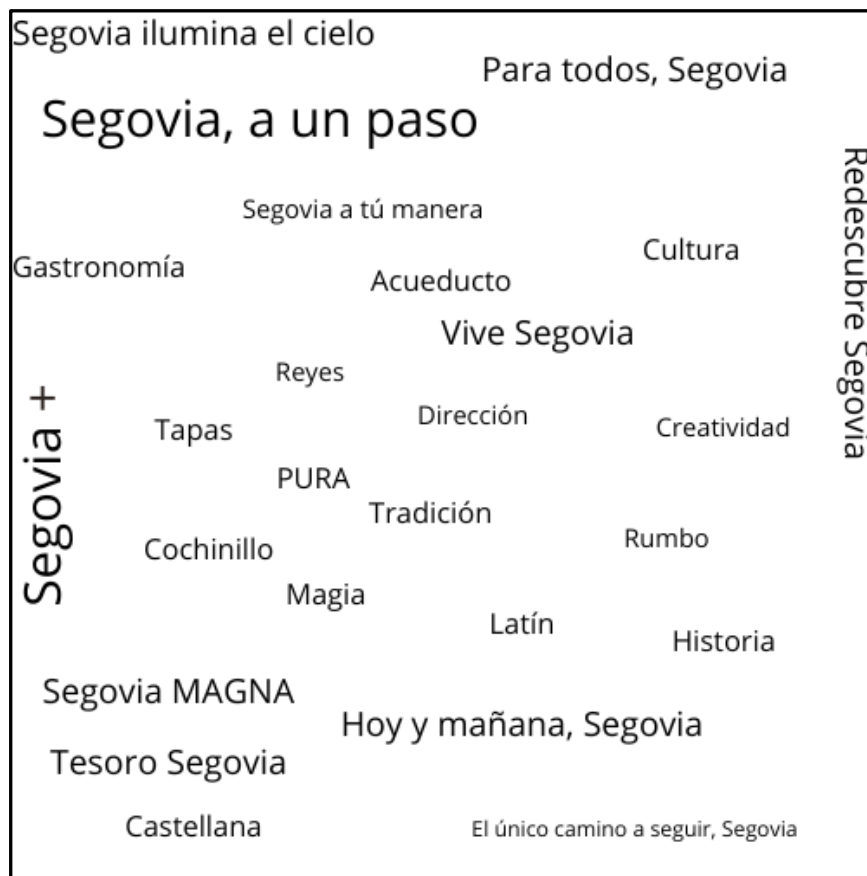 Segovia ilumina el cielo
Para todos, Segovia
Segovia, a un paso
Redescubre Segovia
Segovia a tú manera
Cultura
Gastronomía
Acueducto
Vive Segovia
Reyes
Segovia +
Dirección
Tapas
Creatividad
PURA
Tradición
Rumbo
Cochinillo
Magia
Latín
Historia
Segovia MAGNA
Hoy y mañana, Segovia
Tesoro Segovia
Castellana
El único camino a seguir, Segovia